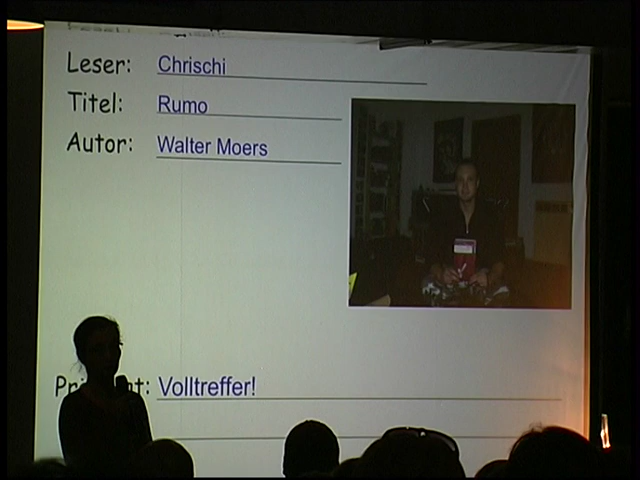 Leser: Chrischi
Titel: Rumo
Autor: Walter Moers
Volltreffer!